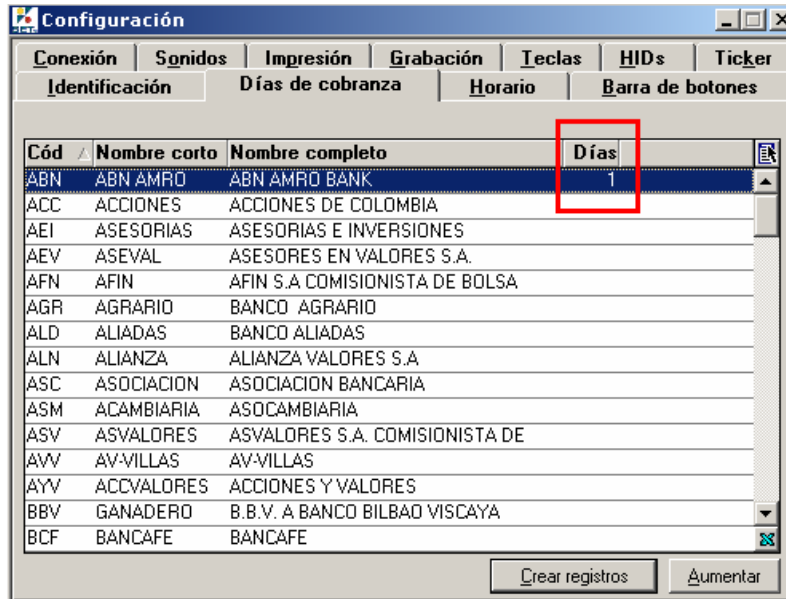 Configuración
Conexión Sonidos Impresión Grabación Teclas HIDs Ticker
Identificación Días de cobranza Horario Barra de botones
Cód Nombre corto Nombre completo Días
ABN ABN AMRO ABN AMRO BANK 1
ACC ACCIONES ACCIONES DE COLOMBIA
AEI ASESORIAS ASESORIAS E INVERSIONES
AEV ASEVAL ASESORES EN VALORES S.A.
AFN AFIN AFIN S.A COMISIONISTA DE BOLSA
AGR AGRARIO BANCO AGRARIO
ALD ALIADAS BANCO ALIADAS
ALN ALIANZA ALIANZA VALORES S.A
ASC ASOCIACION ASOCIACION BANCARIA
ASM ACAMBIARIA ASOCAMBIARIA
ASV ASVALORES ASVALORES S.A. COMISIONISTA DE
AVV AV-VILLAS AV-VILLAS
AYV ACCVALORES ACCIONES Y VALORES
BBV GANADERO B.B.V. A BANCO BILBAO VISCAYA
BCF BANCAFE BANCAFE
Crear registros Aumentar